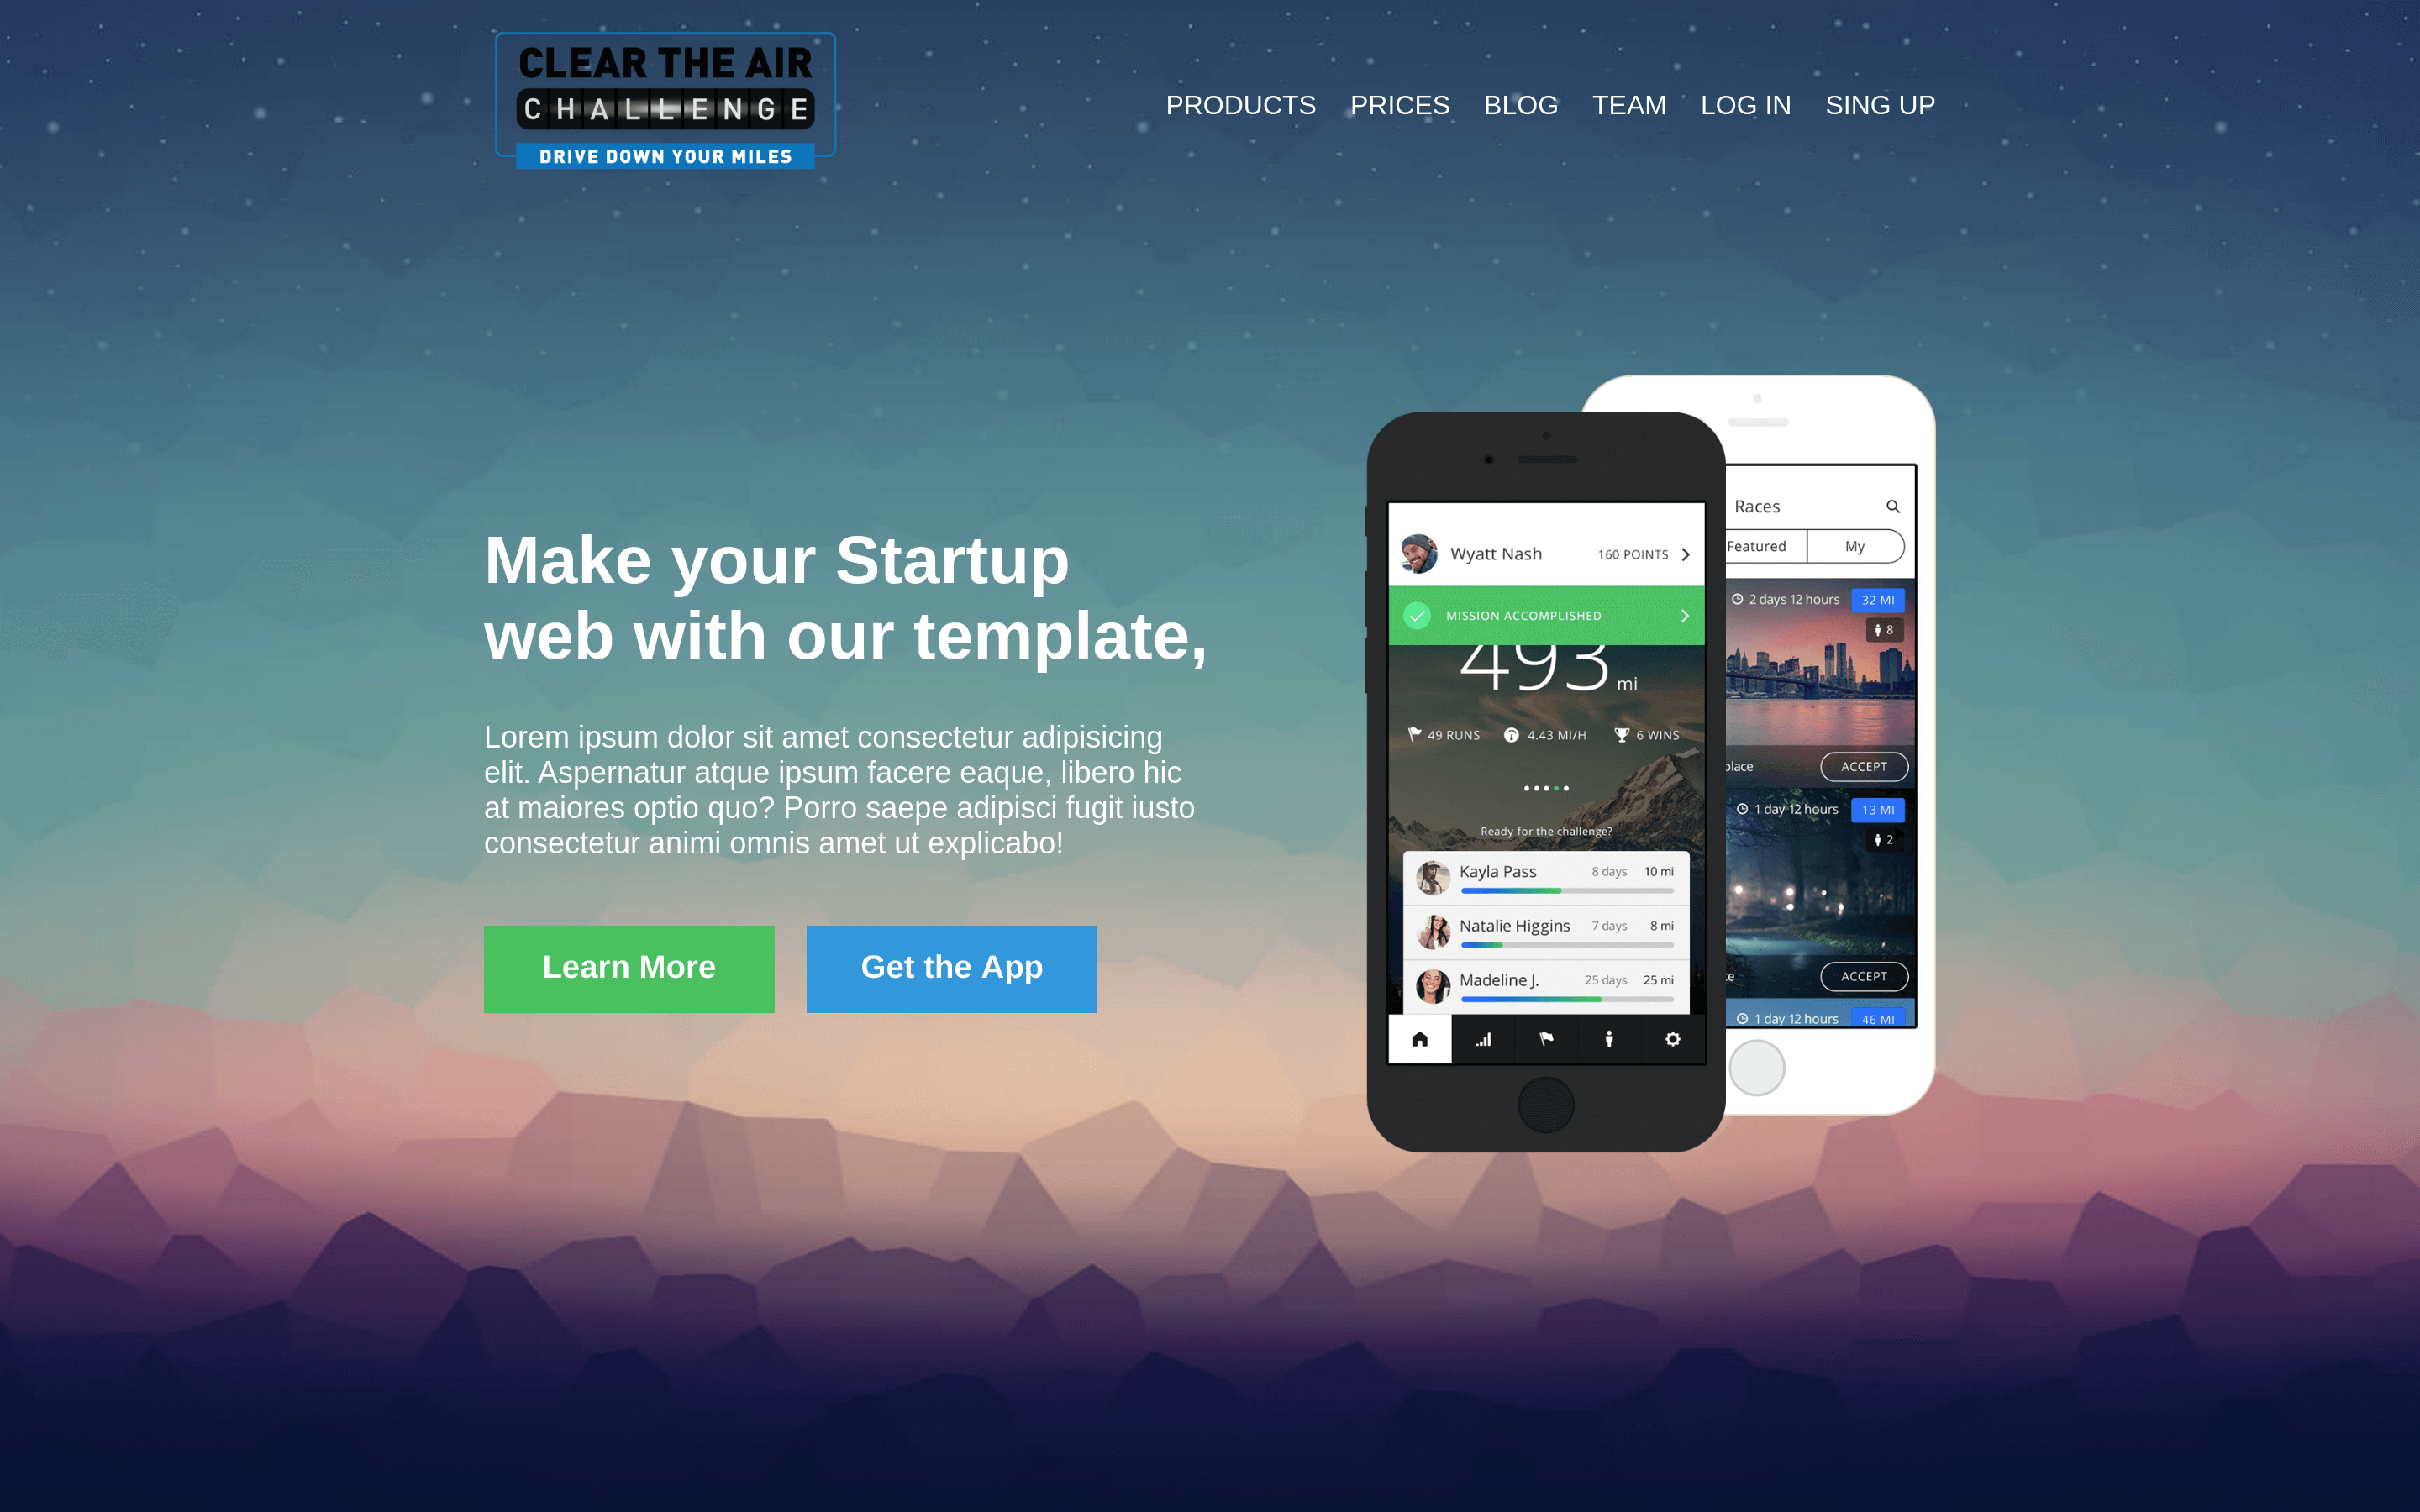 CLEAR THE AIR
CHALLENGE
DRIVE DOWN YOUR MILES
PRODUCTS PRICES BLOG TEAM LOG IN SING UP
Make your Startup
web with our template,
Lorem ipsum dolor sit amet consectetur adipisicing
elit. Aspernatur atque ipsum facere eaque, libero hic
at maiores optio quo? Porro saepe adipisci fugit iusto
consectetur animi omnis amet ut explicabo!
Learn More
Get the App
Wyatt Nash 160 POINTS
MISSION ACCOMPLISHED
493 mi
49 RUNS 4.43 MI/H 6 WINS
Ready for the challenge?
Kayla Pass 8 days 10 mi
Natalie Higgins 7 days 8 mi
Madeline J. 25 days 25 mi
Races
Featured My
2 days 12 hours 32 MI
8
ACCEPT
1 day 12 hours 13 MI
2
ACCEPT
1 day 12 hours 46 MI